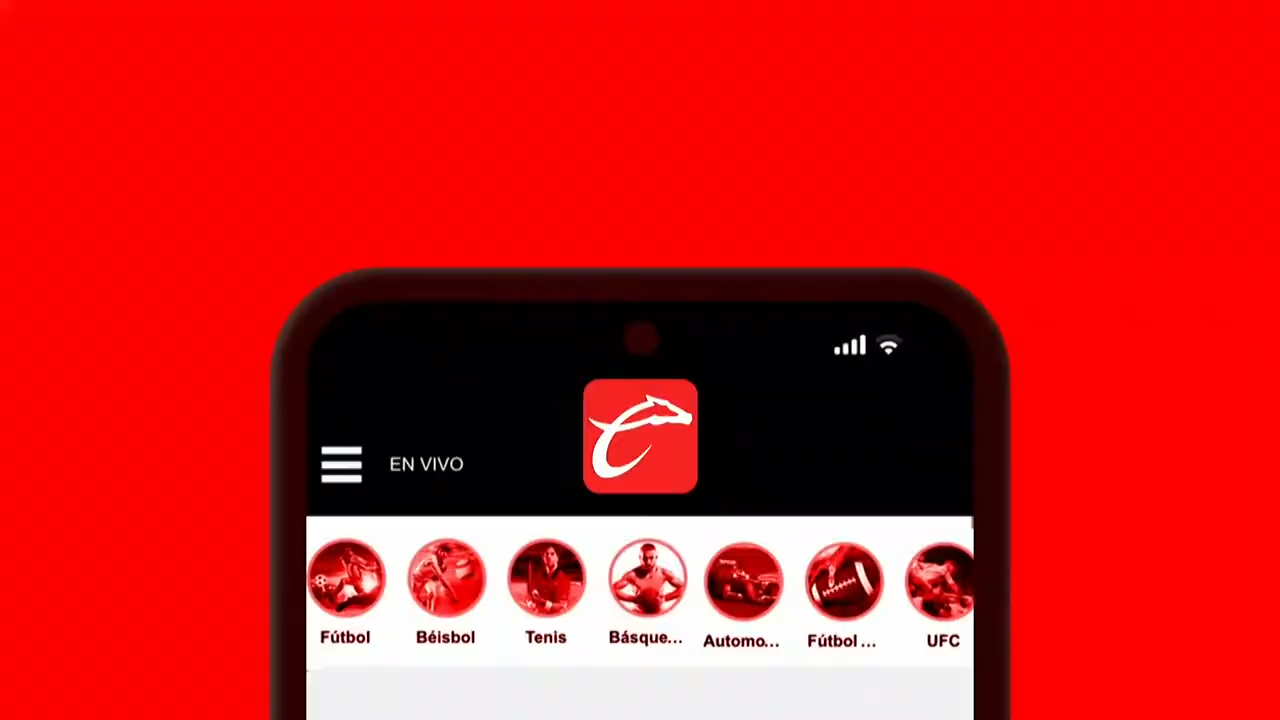 EN VIVO
Fútbol
Béisbol
Tenis
Básque...
Automo...
Fútbol ...
UFC